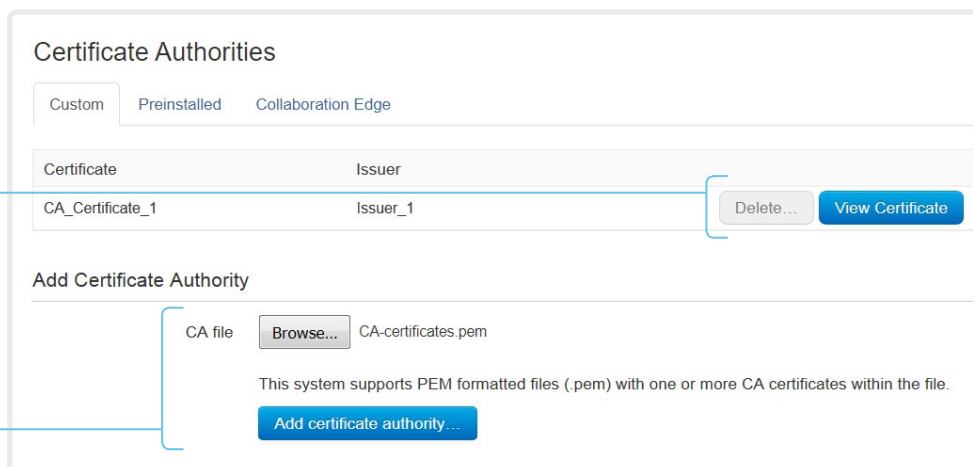 Certificate Authorities
Custom Preinstalled Collaboration Edge
Certificate Issuer
CA_Certificate_1 Issuer_1 Delete... View Certificate
Add Certificate Authority
CA file Browse... CA-certificates.pem
This system supports PEM formatted files (.pem) with one or more CA certificates within the file.
Add certificate authority...